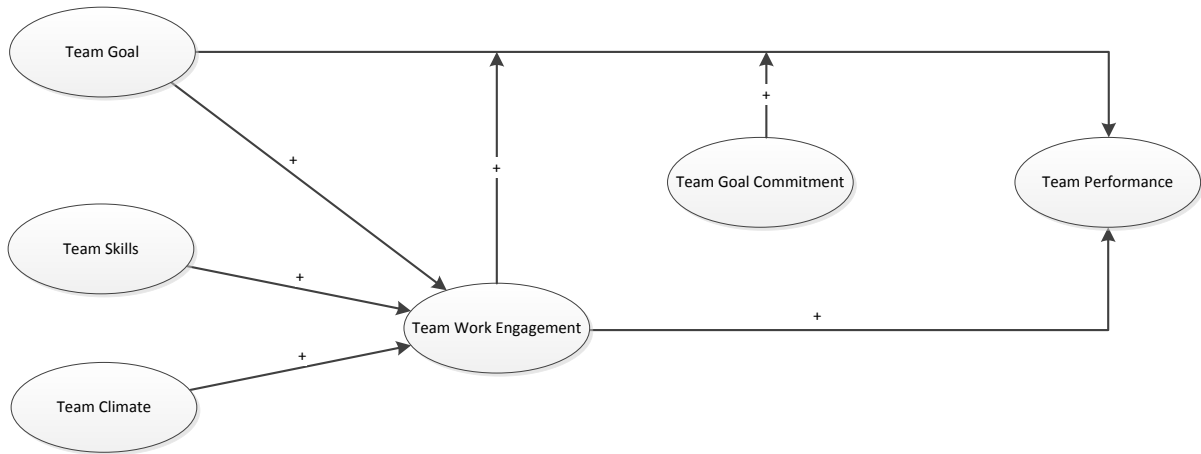 Team Goal
+
+
+
Team Goal Commitment
Team Performance
Team Skills
+
Team Work Engagement
+
+
Team Climate